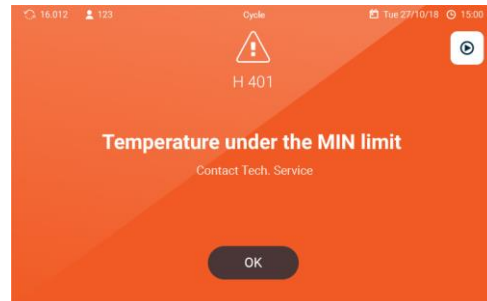 16.012 123 Cycle Tue 27/10/18 15:00
H 401
Temperature under the MIN limit
Contact Tech. Service
OK